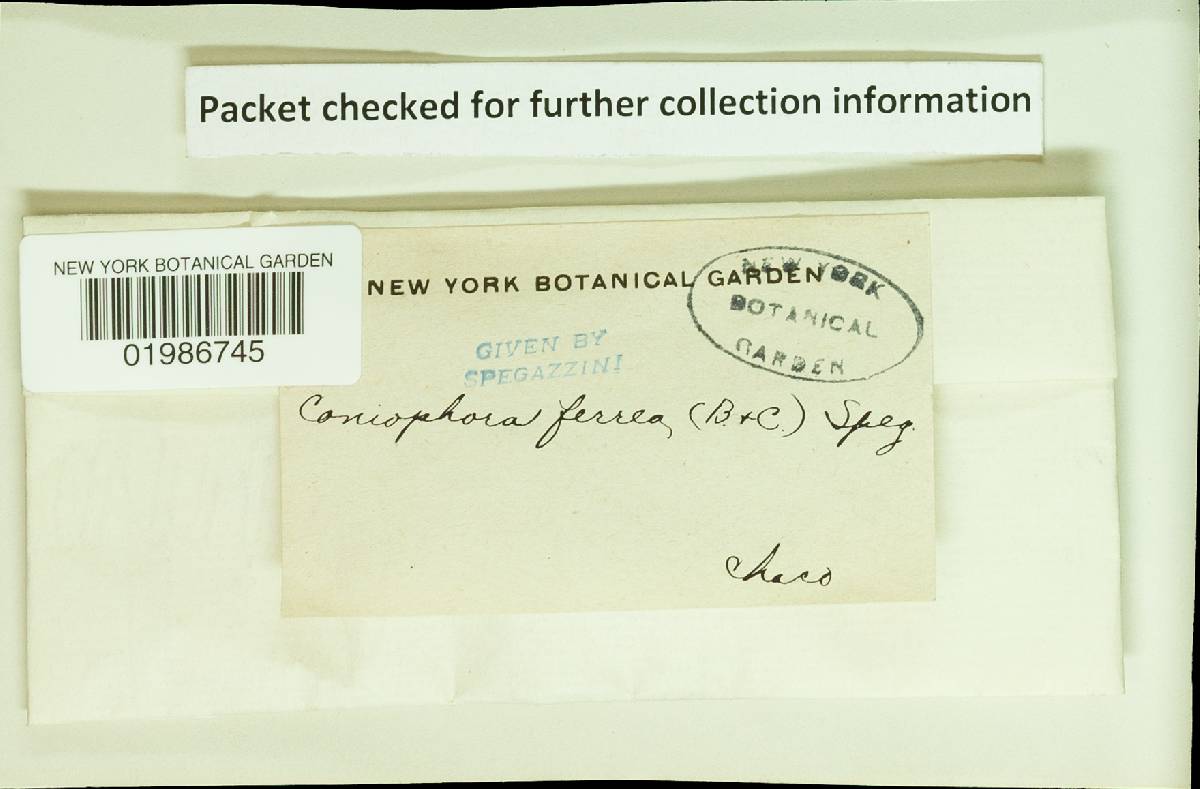 Packet checked for further collection information
NEW YORK BOTANICAL GARDEN
01986745
NEW YORK BOTANICAL GARDEN
NEW YORK
BOTANICAL
GARDEN
GIVEN BY
SPEGAZZINI
Coniophora ferrea (B.+C.) Speg.
Chaco